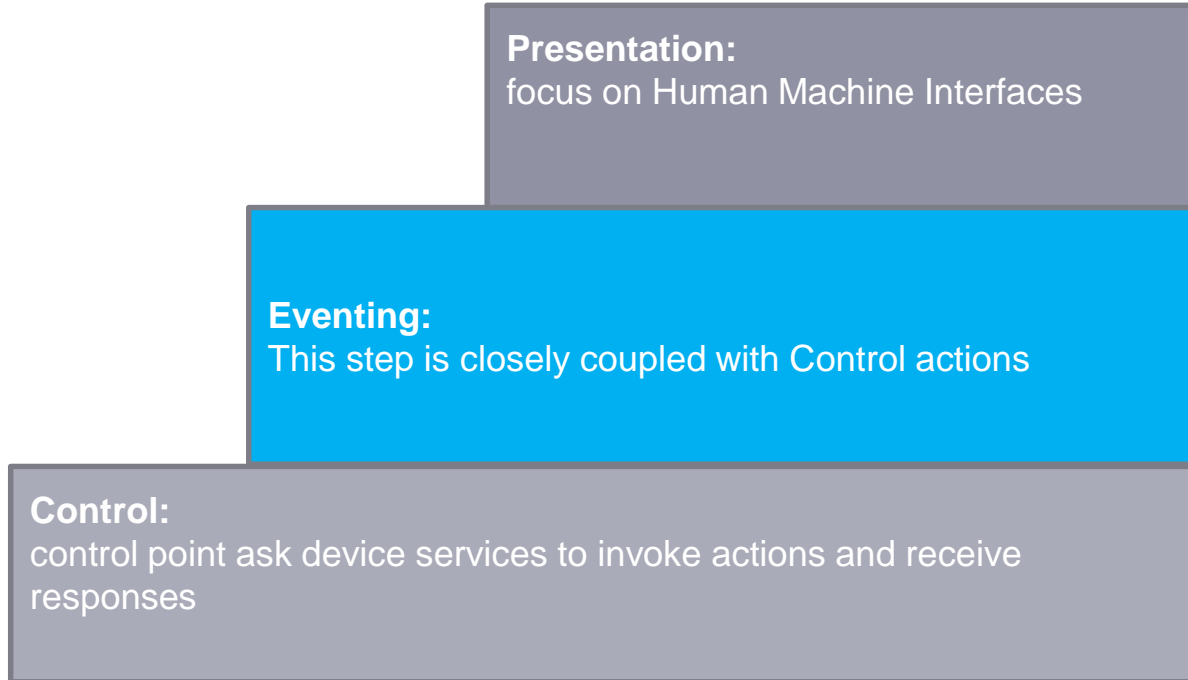 Presentation:
focus on Human Machine Interfaces
Eventing:
This step is closely coupled with Control actions
Control:
control point ask device services to invoke actions and receive
responses